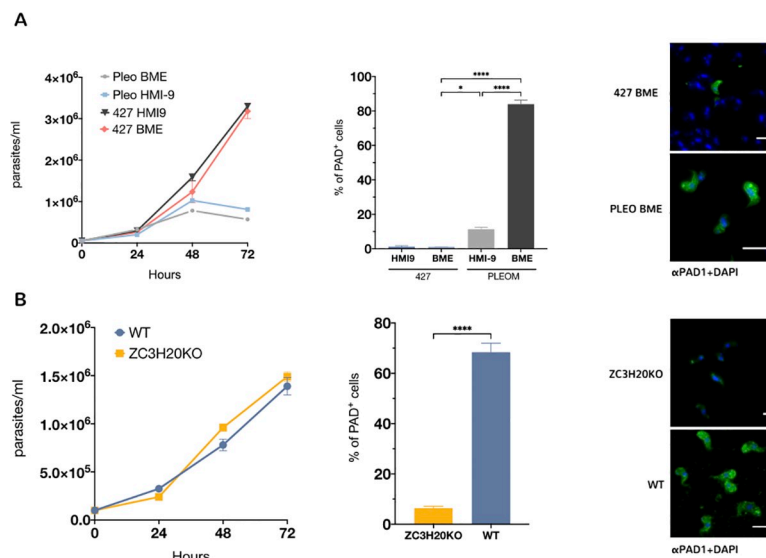 A
4×10⁶
3×10⁶
2×10⁶
1×10⁶
0
parasites/ml
Pleo BME
Pleo HMI-9
427 HMI9
427 BME
0 24 48 72
Hours
100
80
60
40
20
0
% of PAD⁺ cells
****
* ****
HMI9 BME HMI-9 BME
427 PLEOM
427 BME
PLEO BME
αPAD1+DAPI
B
2.0×10⁶
1.5×10⁶
1.0×10⁶
5.0×10⁵
0.0
parasites/ml
WT
ZC3H20KO
0 24 48 72
Hours
80
60
40
20
0
% of PAD⁺ cells
****
ZC3H20KO WT
ZC3H20KO
WT
αPAD1+DAPI